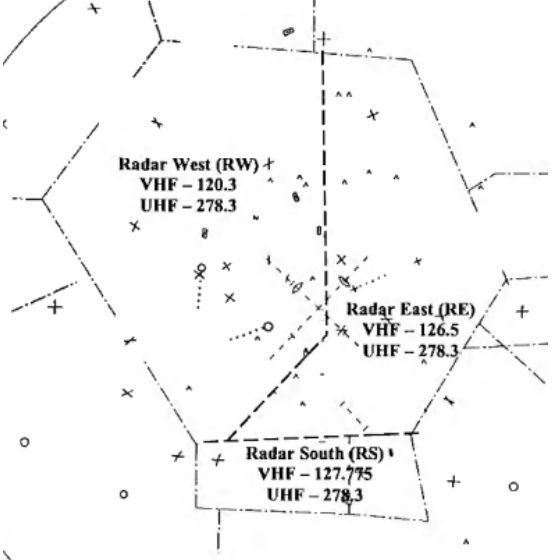 Radar West (RW)
VHF – 120.3
UHF – 278.3
Radar East (RE)
VHF – 126.5
UHF – 278.3
Radar South (RS)
VHF – 127.775
UHF – 278.3